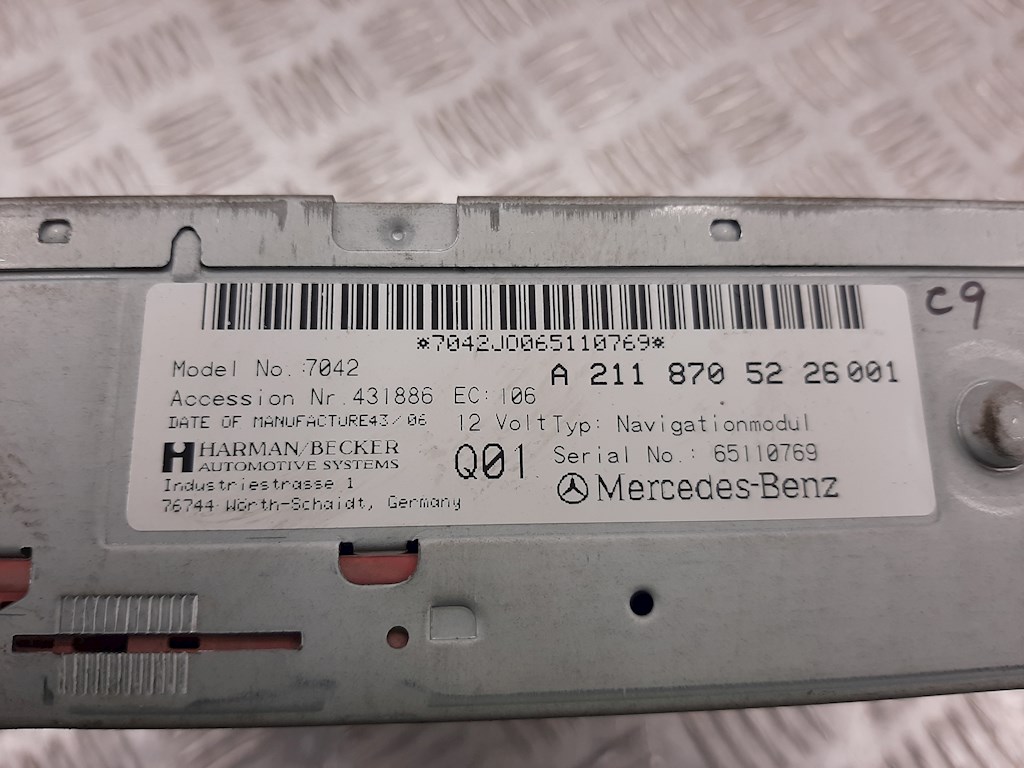 *7042J0065110769*
C9
Model No.:7042
A 211 870 52 26 001
Accession Nr.431886 EC:106
DATE OF MANUFACTURE43/06
12 Volt Typ: Navigationmodul
HARMAN/BECKER
AUTOMOTIVE SYSTEMS
Q01
Serial No.: 65110769
Industriestrasse 1
76744 Wörth-Schaidt, Germany
Mercedes-Benz